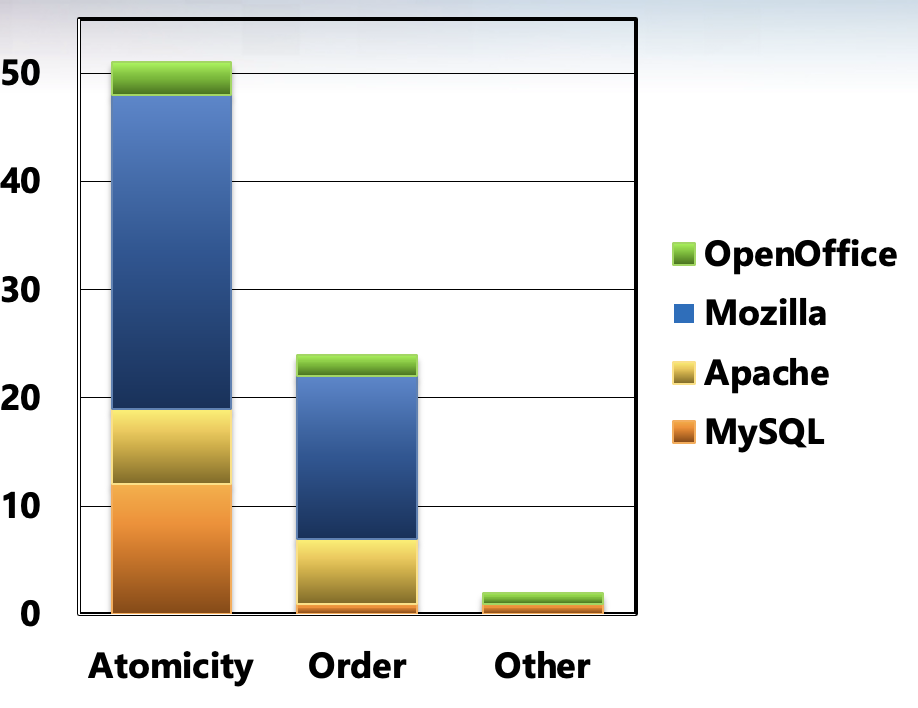 50
40
30
20
10
0
Atomicity Order Other
OpenOffice
Mozilla
Apache
MySQL